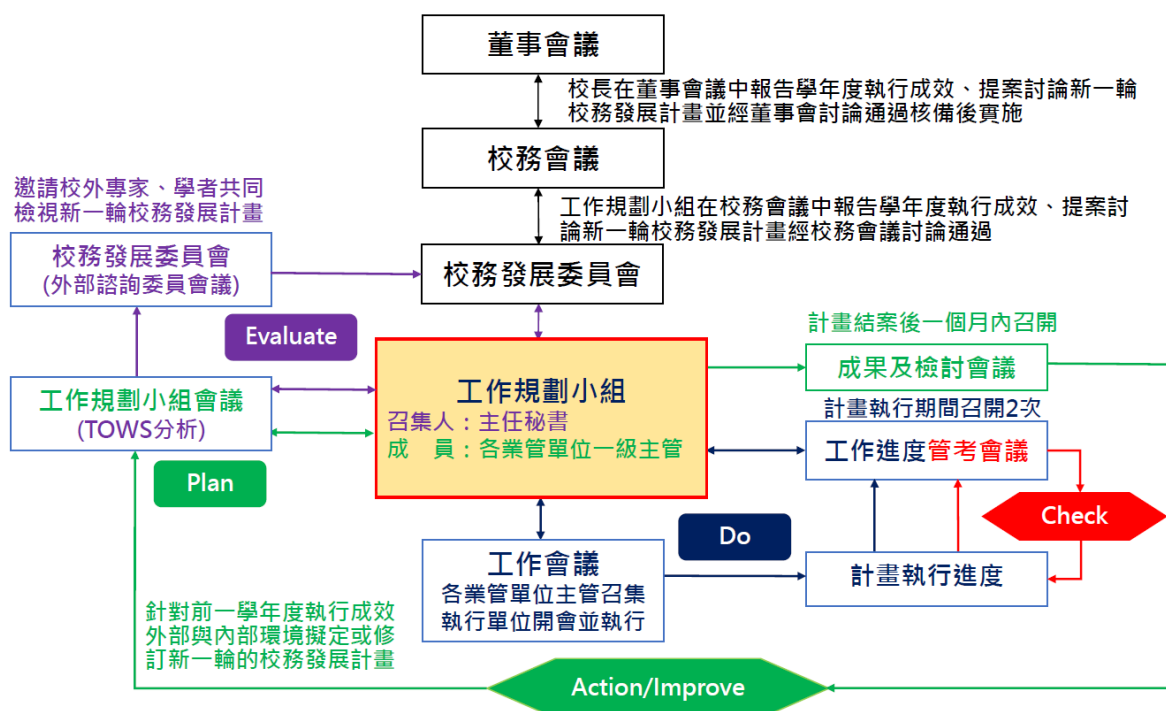 董事會議
校長在董事會議中報告學年度執行成效、提案討論新一輪
校務發展計畫並經董事會討論通過核備後實施
校務會議
邀請校外專家、學者共同
檢視新一輪校務發展計畫
工作規劃小組在校務會議中報告學年度執行成效、提案討
論新一輪校務發展計畫經校務會議討論通過
校務發展委員會
(外部諮詢委員會議)
校務發展委員會
Evaluate
計畫結案後一個月內召開
成果及檢討會議
工作規劃小組
召集人：主任秘書
成　員：各業管單位一級主管
工作規劃小組會議
(TOWS分析)
計畫執行期間召開2次
工作進度管考會議
Plan
Check
Do
工作會議
各業管單位主管召集
執行單位開會並執行
計畫執行進度
針對前一學年度執行成效
外部與內部環境擬定或修
訂新一輪的校務發展計畫
Action/Improve